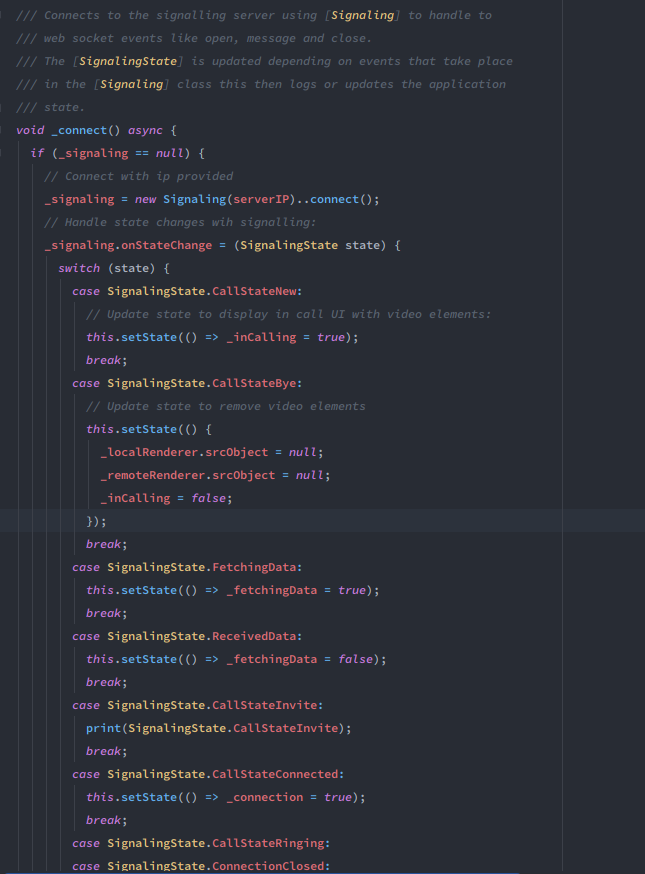 /// Connects to the signalling server using [Signaling] to handle to
/// web socket events like open, message and close.
/// The [SignalingState] is updated depending on events that take place
/// in the [Signaling] class this then logs or updates the application
/// state.
void _connect() async {
if (_signaling == null) {
// Connect with ip provided
_signaling = new Signaling(serverIP)..connect();
// Handle state changes wih signalling:
_signaling.onStateChange = (SignalingState state) {
switch (state) {
case SignalingState.CallStateNew:
// Update state to display in call UI with video elements:
this.setState(() => _inCalling = true);
break;
case SignalingState.CallStateBye:
// Update state to remove video elements
this.setState(() {
_localRenderer.srcObject = null;
_remoteRenderer.srcObject = null;
_inCalling = false;
});
break;
case SignalingState.FetchingData:
this.setState(() => _fetchingData = true);
break;
case SignalingState.ReceivedData:
this.setState(() => _fetchingData = false);
break;
case SignalingState.CallStateInvite:
print(SignalingState.CallStateInvite);
break;
case SignalingState.CallStateConnected:
this.setState(() => _connection = true);
break;
case SignalingState.CallStateRinging:
case SignalingState.ConnectionClosed: